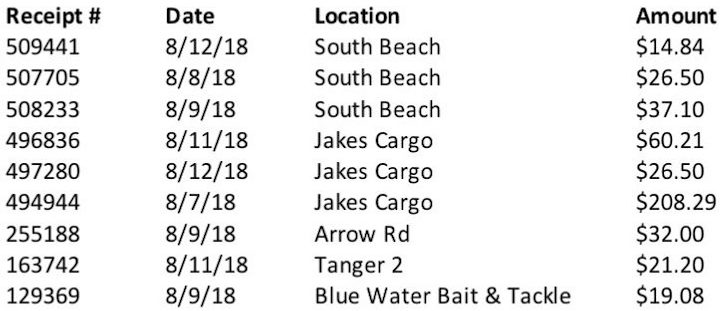 Receipt # Date Location Amount
509441 8/12/18 South Beach $14.84
507705 8/8/18 South Beach $26.50
508233 8/9/18 South Beach $37.10
496836 8/11/18 Jakes Cargo $60.21
497280 8/12/18 Jakes Cargo $26.50
494944 8/7/18 Jakes Cargo $208.29
255188 8/9/18 Arrow Rd $32.00
163742 8/11/18 Tanger 2 $21.20
129369 8/9/18 Blue Water Bait & Tackle $19.08